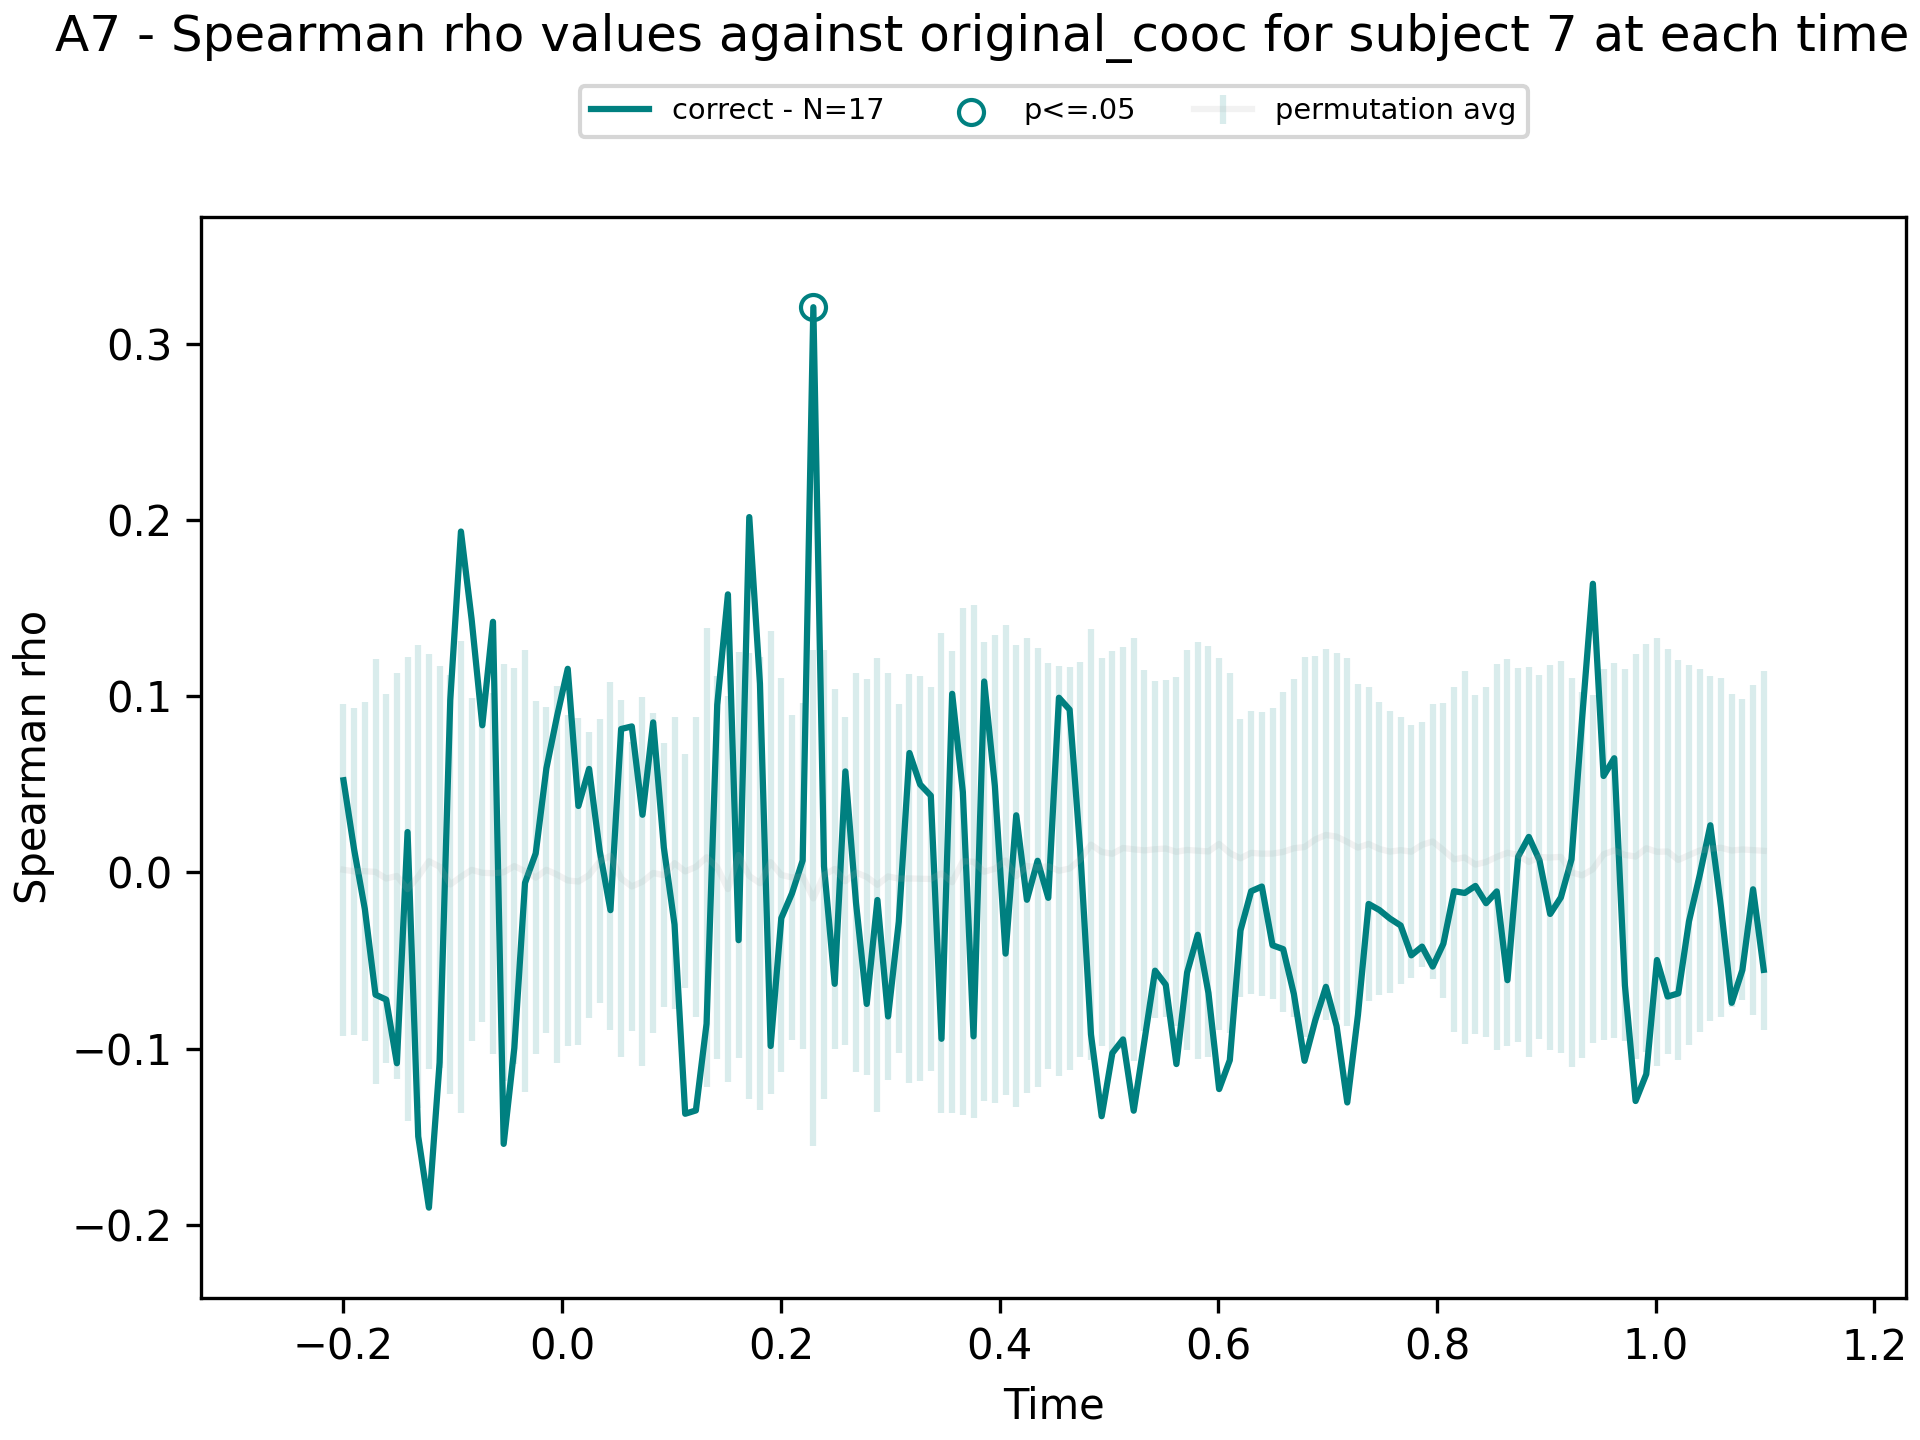 A7 - Spearman rho values against original_cooc for subject 7 at each time
correct - N=17 p<=.05 permutation avg
0.3
0.2
0.1
0.0
−0.1
−0.2
Spearman rho
−0.2 0.0 0.2 0.4 0.6 0.8 1.0 1.2
Time